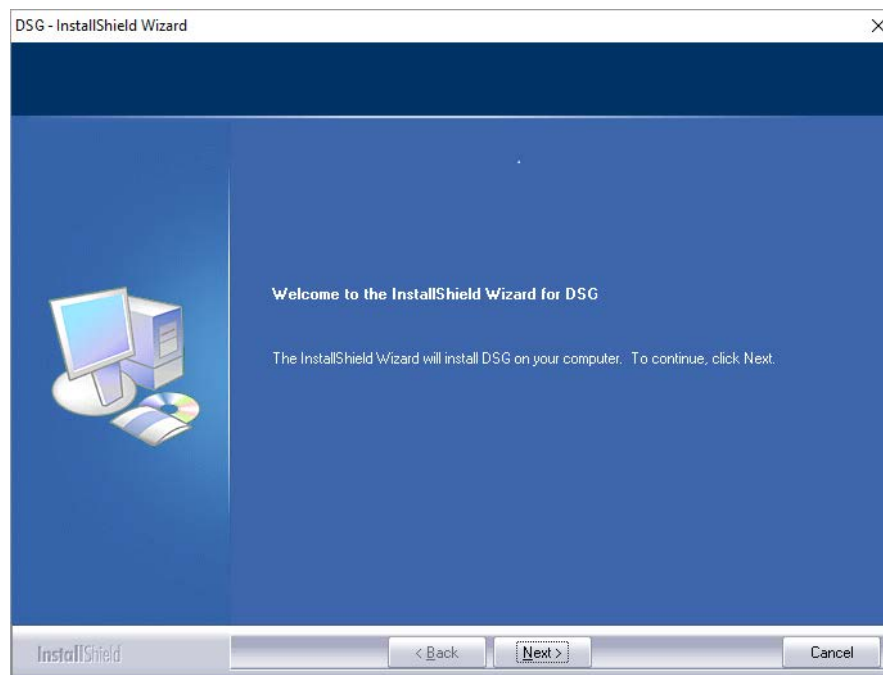 DSG - InstallShield Wizard
Welcome to the InstallShield Wizard for DSG
The InstallShield Wizard will install DSG on your computer. To continue, click Next.
InstallShield
< Back
Next >
Cancel